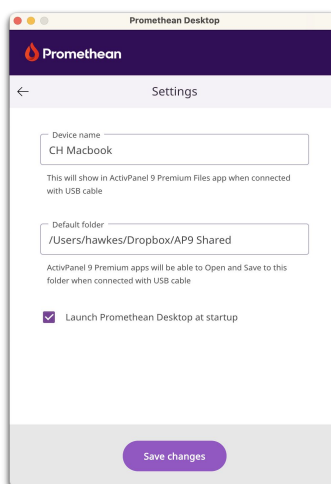 Promethean Desktop
Promethean
Settings
Device name
CH Macbook
This will show in ActivPanel 9 Premium Files app when connected
with USB cable
Default folder
/Users/hawkes/Dropbox/AP9 Shared
ActivPanel 9 Premium apps will be able to Open and Save to this
folder when connected with USB cable
Launch Promethean Desktop at startup
Save changes